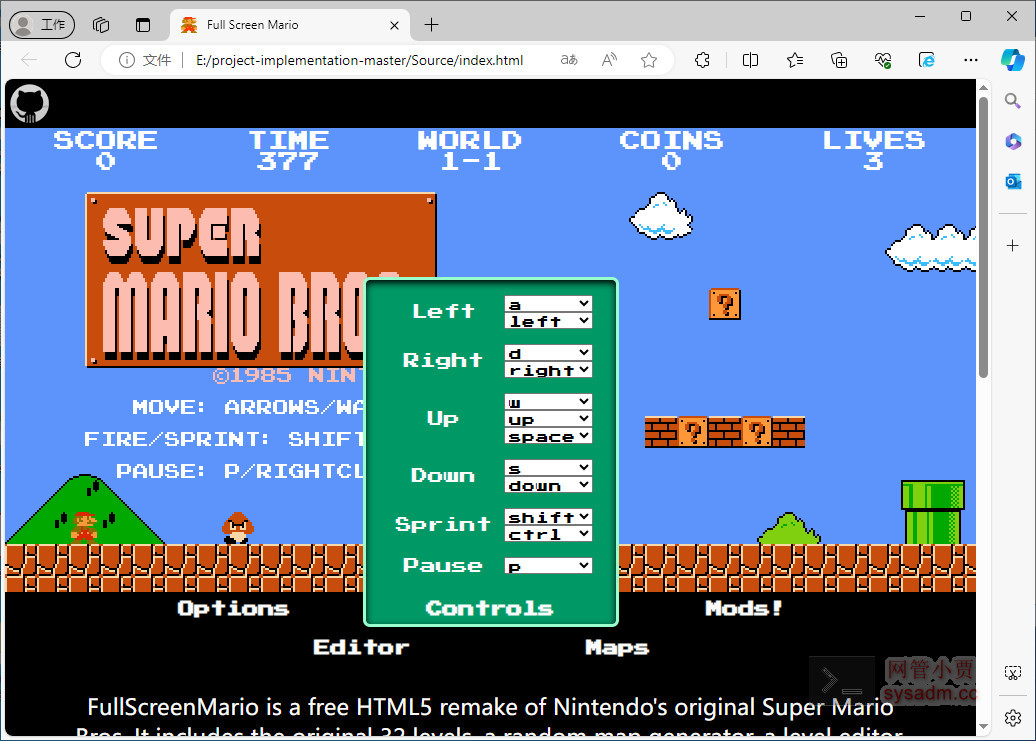 工作
Full Screen Mario
文件
E:/project-implementation-master/Source/index.html
aあ
SCORE TIME WORLD COINS LIVES
0 377 1-1 0 3
SUPER
MARIO BRO
©1985 NIN
MOVE: ARROWS/WA
FIRE/SPRINT: SHIFT
PAUSE: P/RIGHTCL
Left a
left
Right d
right
Up w
up
space
Down s
down
Sprint shift
ctrl
Pause p
Options Controls Mods!
Editor Maps
网管小贾
sysadm.cc
FullScreenMario is a free HTML5 remake of Nintendo's original Super Mario
Bros. It includes the original 32 levels, a random map generator, a level editor,